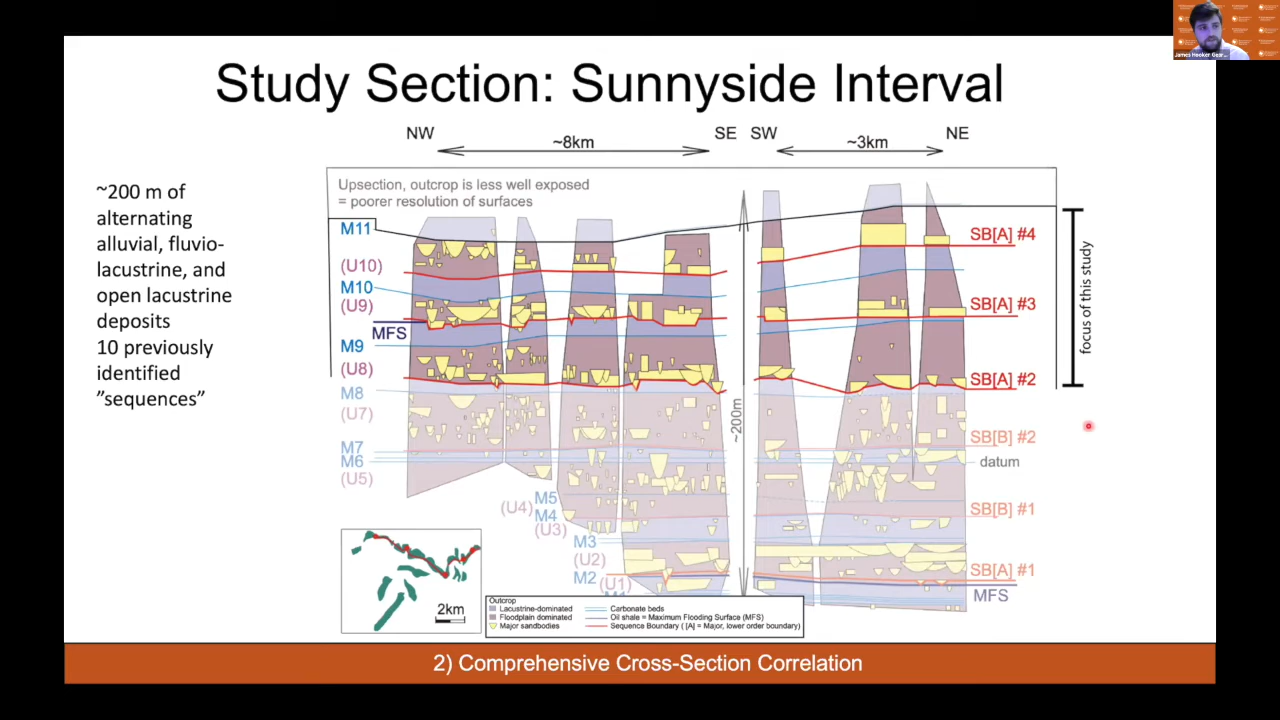 James Hooker Gear...
Study Section: Sunnyside Interval
NW
~8km
SE
SW
~3km
NE
~200 m of
alternating
alluvial, fluvio-
lacustrine, and
open lacustrine
deposits
10 previously
identified
”sequences”
Upsection, outcrop is less well exposed
= poorer resolution of surfaces
M11
(U10)
M10
(U9)
MFS
M9
(U8)
M8
(U7)
M7
M6
(U5)
M5
(U4)
M4
(U3)
M3
(U2)
M2
(U1)
~200m
SB[A] #4
SB[A] #3
SB[A] #2
SB[B] #2
datum
SB[B] #1
SB[A] #1
MFS
focus of this study
2km
Outcrop
Lacustrine-dominated
Floodplain dominated
Major sandbodies
Carbonate beds
Oil shale = Maximum Flooding Surface (MFS)
Sequence Boundary ( [A] = Major, lower order boundary)
2) Comprehensive Cross-Section Correlation